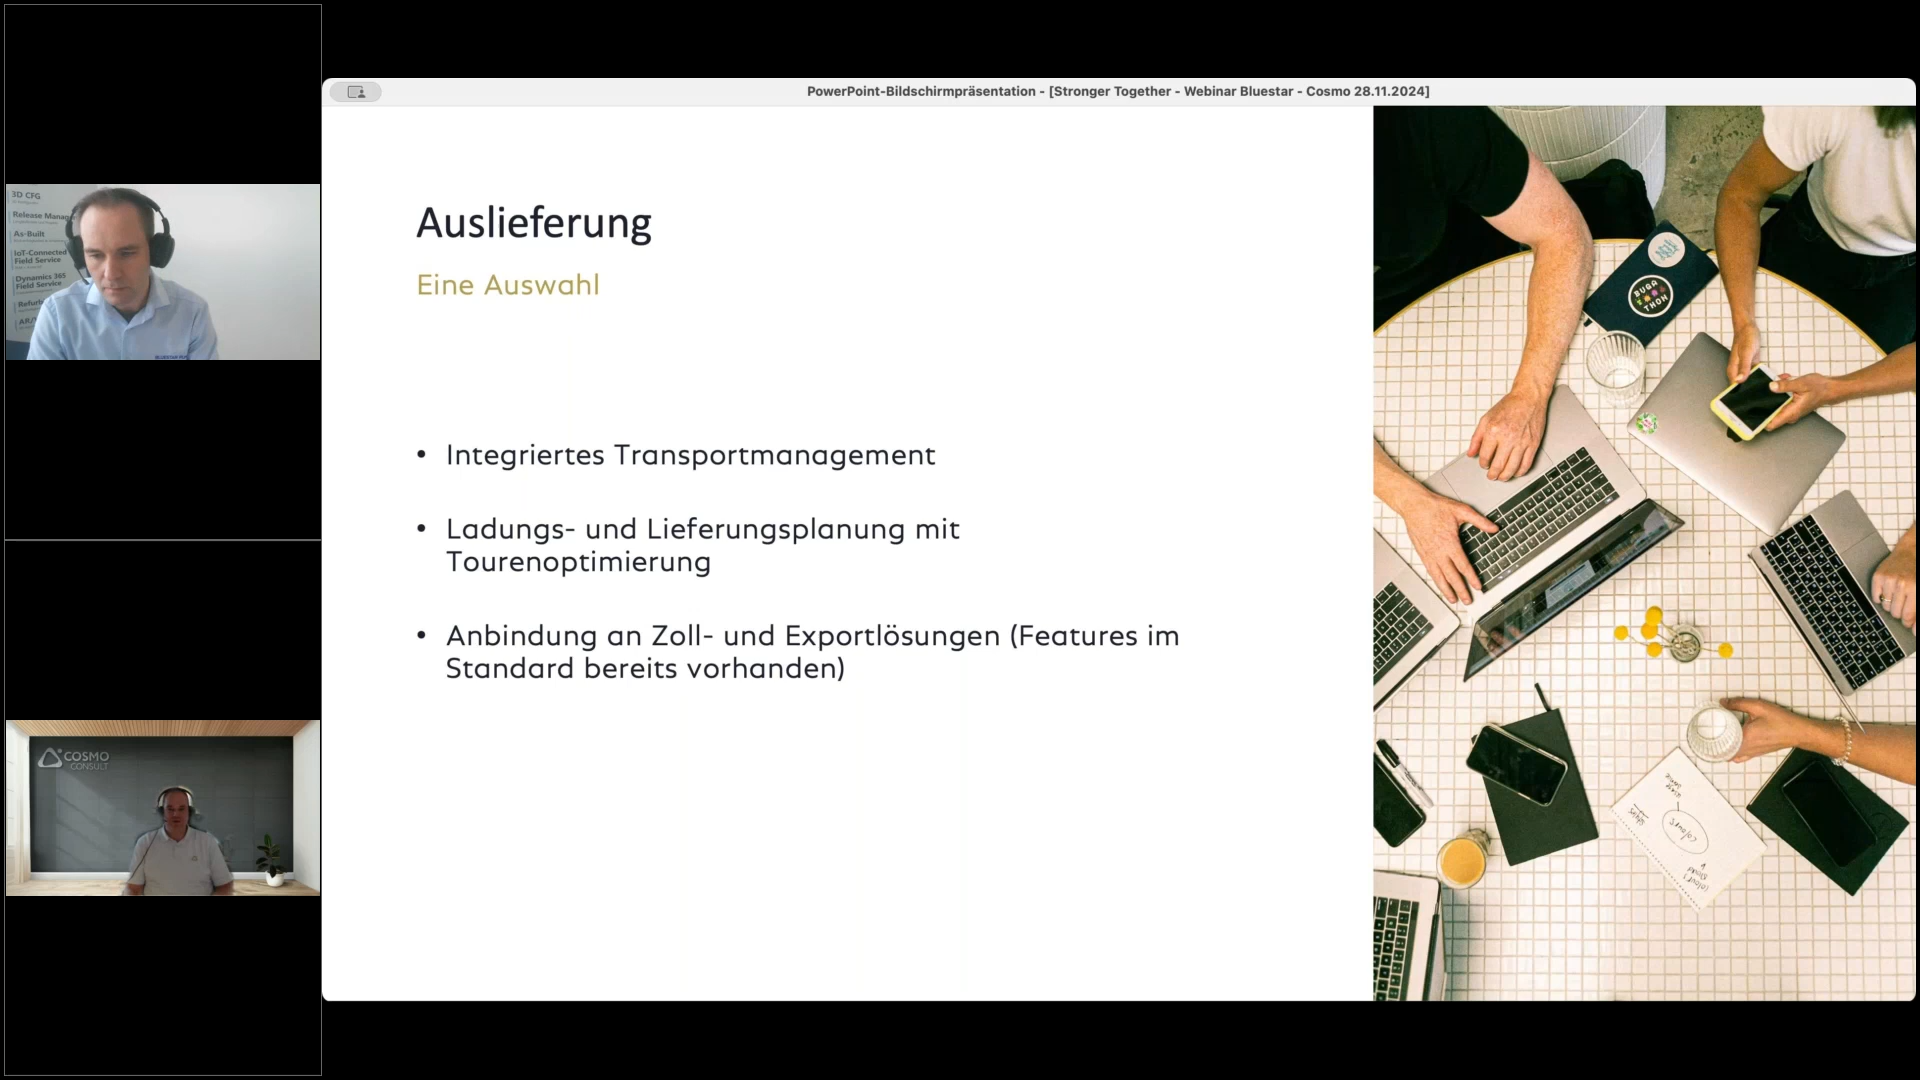 PowerPoint-Bildschirmpräsentation - [Stronger Together - Webinar Bluestar - Cosmo 28.11.2024]
3D CFG
As-Built
IoT-Connected
Field Service
Dynamics 365
Field Service
COSMO
CONSULT
Auslieferung
Eine Auswahl
• Integriertes Transportmanagement
• Ladungs- und Lieferungsplanung mit
Tourenoptimierung
• Anbindung an Zoll- und Exportlösungen (Features im
Standard bereits vorhanden)
BUGA
THON